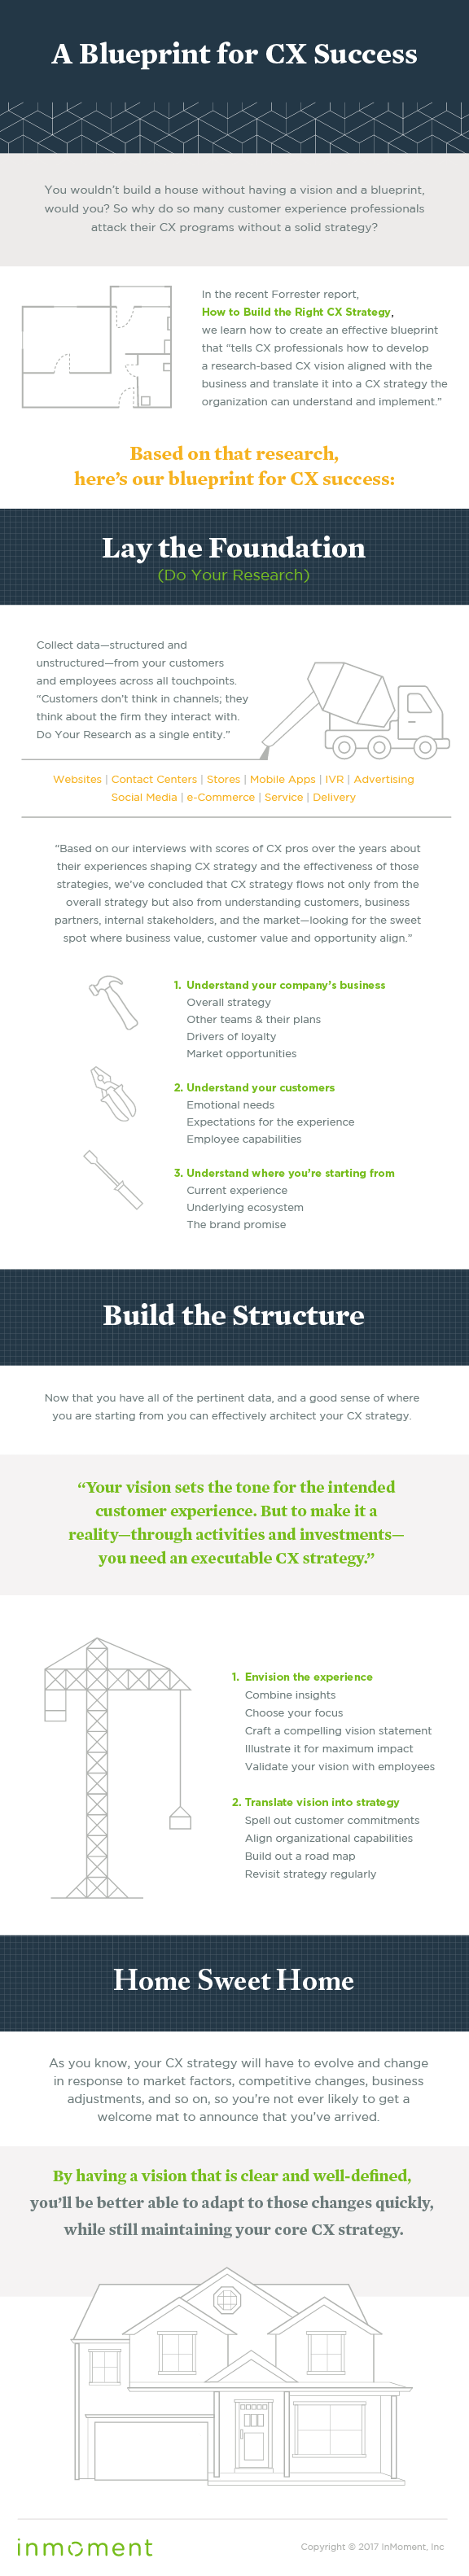 A Blueprint for CX Success
You wouldn't build a house without having a vision and a blueprint,
would you? So why do so many customer experience professionals
attack their CX programs without a solid strategy?
In the recent Forrester report,
How to Build the Right CX Strategy,
we learn how to create an effective blueprint
that "tells CX professionals how to develop
a research-based CX vision aligned with the
business and translate it into a CX strategy the
organization can understand and implement."
Based on that research,
here's our blueprint for CX success:
Lay the Foundation
(Do Your Research)
Collect data—structured and
unstructured—from your customers
and employees across all touchpoints.
"Customers don't think in channels; they
think about the firm they interact with.
Do Your Research as a single entity."
Websites | Contact Centers | Stores | Mobile Apps | IVR | Advertising
Social Media | e-Commerce | Service | Delivery
"Based on our interviews with scores of CX pros over the years about
their experiences shaping CX strategy and the effectiveness of those
strategies, we've concluded that CX strategy flows not only from the
overall strategy but also from understanding customers, business
partners, internal stakeholders, and the market—looking for the sweet
spot where business value, customer value and opportunity align."
1. Understand your company's business
Overall strategy
Other teams & their plans
Drivers of loyalty
Market opportunities
2. Understand your customers
Emotional needs
Expectations for the experience
Employee capabilities
3. Understand where you're starting from
Current experience
Underlying ecosystem
The brand promise
Build the Structure
Now that you have all of the pertinent data, and a good sense of where
you are starting from you can effectively architect your CX strategy.
"Your vision sets the tone for the intended
customer experience. But to make it a
reality—through activities and investments—
you need an executable CX strategy."
1. Envision the experience
Combine insights
Choose your focus
Craft a compelling vision statement
Illustrate it for maximum impact
Validate your vision with employees
2. Translate vision into strategy
Spell out customer commitments
Align organizational capabilities
Build out a road map
Revisit strategy regularly
Home Sweet Home
As you know, your CX strategy will have to evolve and change
in response to market factors, competitive changes, business
adjustments, and so on, so you're not ever likely to get a
welcome mat to announce that you've arrived.
By having a vision that is clear and well-defined,
you'll be better able to adapt to those changes quickly,
while still maintaining your core CX strategy.
inmoment
Copyright © 2017 InMoment, Inc